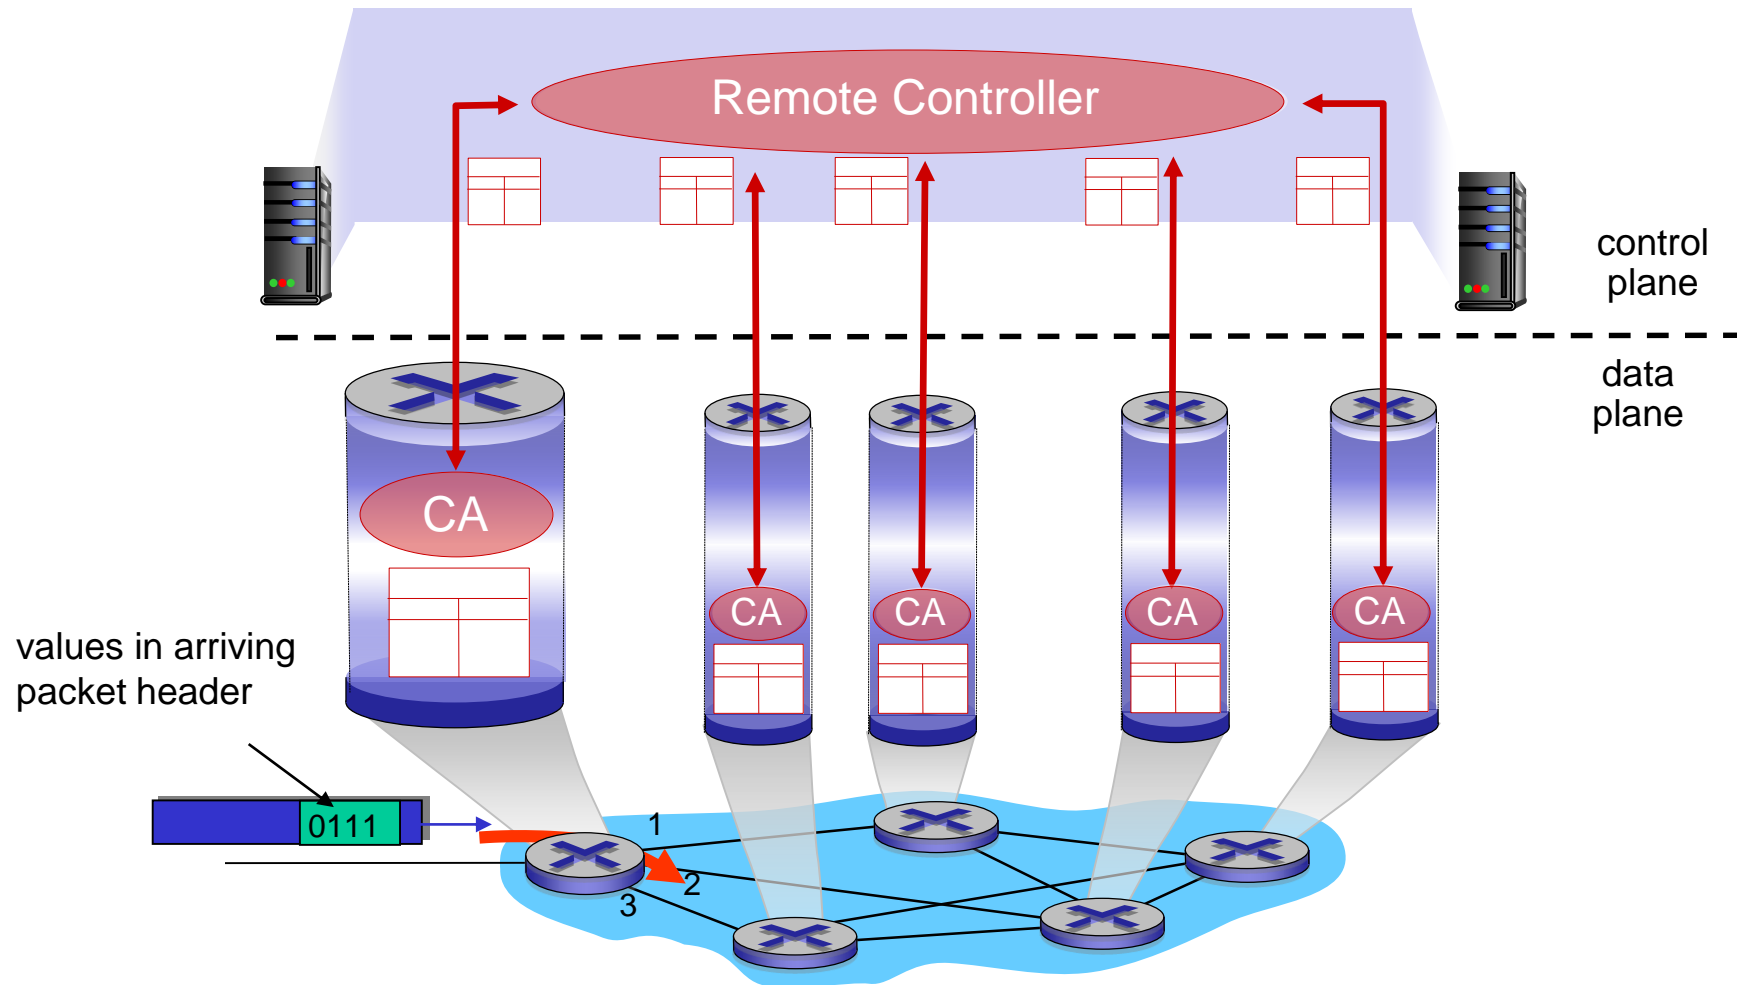 Remote Controller
control
plane
data
plane
CA
CA
CA
CA
CA
values in arriving
packet header
0111
1
2
3